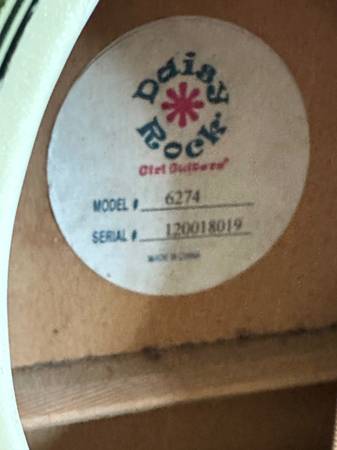 Daisy
Rock
Girl Guitars®
MODEL # 6274
SERIAL # 120018019
MADE IN CHINA